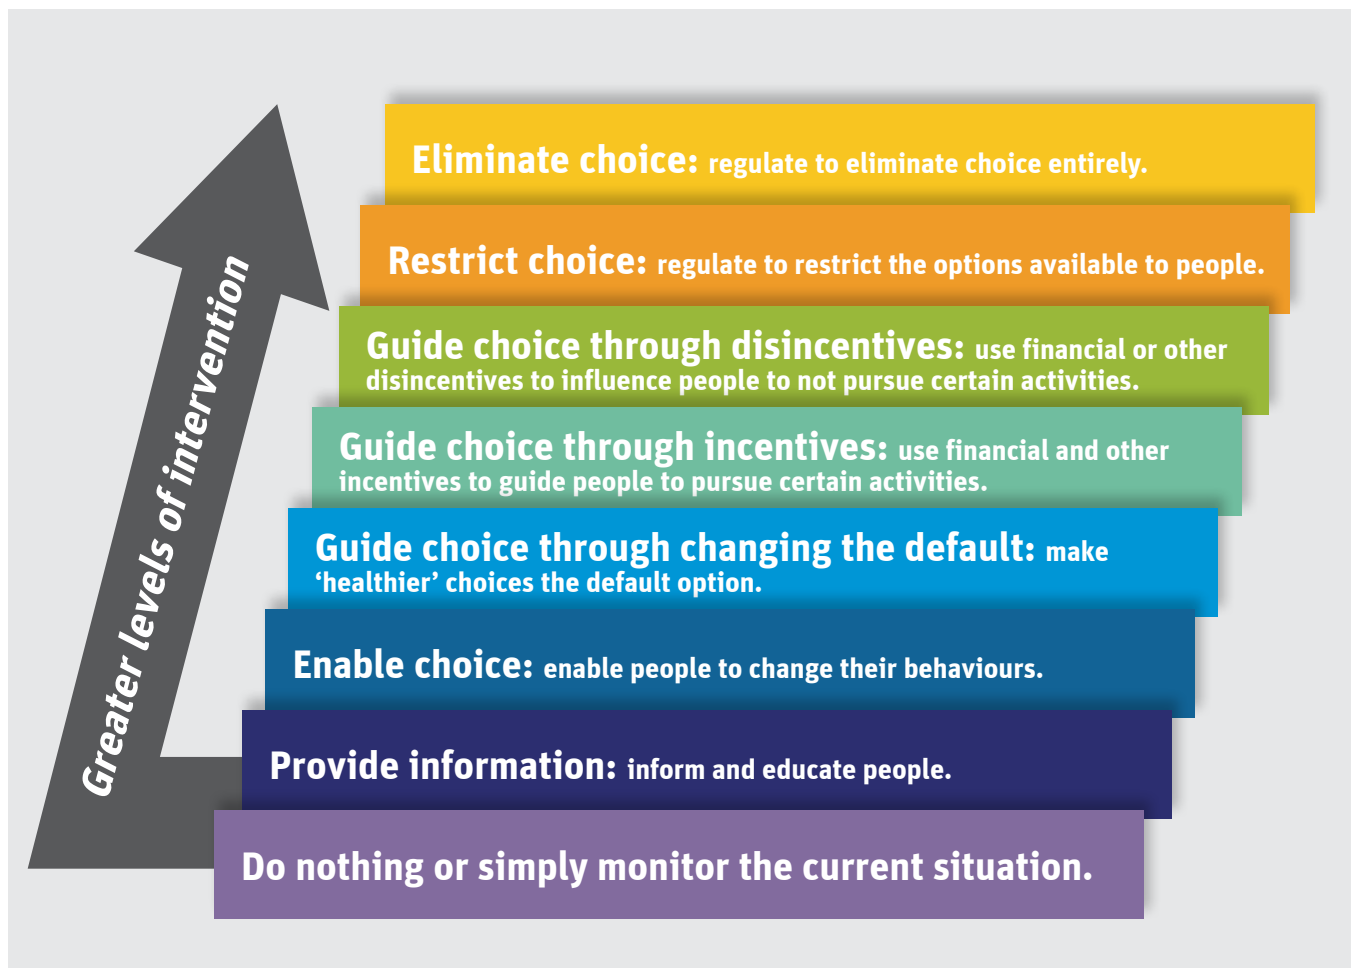 Greater levels of intervention
Eliminate choice: regulate to eliminate choice entirely.
Restrict choice: regulate to restrict the options available to people.
Guide choice through disincentives: use financial or other
disincentives to influence people to not pursue certain activities.
Guide choice through incentives: use financial and other
incentives to guide people to pursue certain activities.
Guide choice through changing the default: make
‘healthier’ choices the default option.
Enable choice: enable people to change their behaviours.
Provide information: inform and educate people.
Do nothing or simply monitor the current situation.